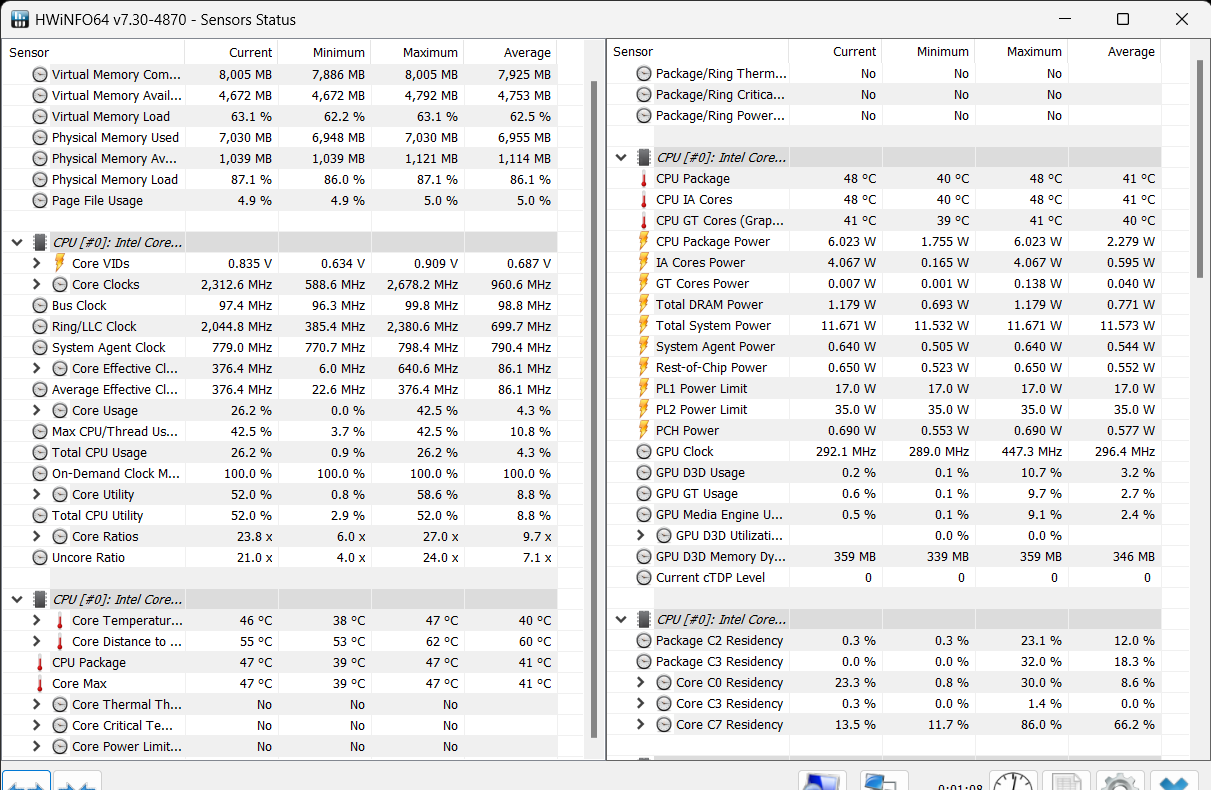 HWiNFO64 v7.30-4870 - Sensors Status
Sensor Current Minimum Maximum Average
Virtual Memory Com... 8,005 MB 7,886 MB 8,005 MB 7,925 MB
Virtual Memory Avail... 4,672 MB 4,672 MB 4,792 MB 4,753 MB
Virtual Memory Load 63.1 % 62.2 % 63.1 % 62.5 %
Physical Memory Used 7,030 MB 6,948 MB 7,030 MB 6,955 MB
Physical Memory Av... 1,039 MB 1,039 MB 1,121 MB 1,114 MB
Physical Memory Load 87.1 % 86.0 % 87.1 % 86.1 %
Page File Usage 4.9 % 4.9 % 5.0 % 5.0 %
CPU [#0]: Intel Core...
Core VIDs 0.835 V 0.634 V 0.909 V 0.687 V
Core Clocks 2,312.6 MHz 588.6 MHz 2,678.2 MHz 960.6 MHz
Bus Clock 97.4 MHz 96.3 MHz 99.8 MHz 98.8 MHz
Ring/LLC Clock 2,044.8 MHz 385.4 MHz 2,380.6 MHz 699.7 MHz
System Agent Clock 779.0 MHz 770.7 MHz 798.4 MHz 790.4 MHz
Core Effective Cl... 376.4 MHz 6.0 MHz 640.6 MHz 86.1 MHz
Average Effective Cl... 376.4 MHz 22.6 MHz 376.4 MHz 86.1 MHz
Core Usage 26.2 % 0.0 % 42.5 % 4.3 %
Max CPU/Thread Us... 42.5 % 3.7 % 42.5 % 10.8 %
Total CPU Usage 26.2 % 0.9 % 26.2 % 4.3 %
On-Demand Clock M... 100.0 % 100.0 % 100.0 % 100.0 %
Core Utility 52.0 % 0.8 % 58.6 % 8.8 %
Total CPU Utility 52.0 % 2.9 % 52.0 % 8.8 %
Core Ratios 23.8 x 6.0 x 27.0 x 9.7 x
Uncore Ratio 21.0 x 4.0 x 24.0 x 7.1 x
CPU [#0]: Intel Core...
Core Temperatur... 46 °C 38 °C 47 °C 40 °C
Core Distance to ... 55 °C 53 °C 62 °C 60 °C
CPU Package 47 °C 39 °C 47 °C 41 °C
Core Max 47 °C 39 °C 47 °C 41 °C
Core Thermal Th... No No No
Core Critical Te... No No No
Core Power Limit... No No No
Sensor Current Minimum Maximum Average
Package/Ring Therm... No No No
Package/Ring Critica... No No No
Package/Ring Power... No No No
CPU [#0]: Intel Core...
CPU Package 48 °C 40 °C 48 °C 41 °C
CPU IA Cores 48 °C 40 °C 48 °C 41 °C
CPU GT Cores (Grap... 41 °C 39 °C 41 °C 40 °C
CPU Package Power 6.023 W 1.755 W 6.023 W 2.279 W
IA Cores Power 4.067 W 0.165 W 4.067 W 0.595 W
GT Cores Power 0.007 W 0.001 W 0.138 W 0.040 W
Total DRAM Power 1.179 W 0.693 W 1.179 W 0.771 W
Total System Power 11.671 W 11.532 W 11.671 W 11.573 W
System Agent Power 0.640 W 0.505 W 0.640 W 0.544 W
Rest-of-Chip Power 0.650 W 0.523 W 0.650 W 0.552 W
PL1 Power Limit 17.0 W 17.0 W 17.0 W 17.0 W
PL2 Power Limit 35.0 W 35.0 W 35.0 W 35.0 W
PCH Power 0.690 W 0.553 W 0.690 W 0.577 W
GPU Clock 292.1 MHz 289.0 MHz 447.3 MHz 296.4 MHz
GPU D3D Usage 0.2 % 0.1 % 10.7 % 3.2 %
GPU GT Usage 0.6 % 0.1 % 9.7 % 2.7 %
GPU Media Engine U... 0.5 % 0.1 % 9.1 % 2.4 %
GPU D3D Utilizati... 0.0 % 0.0 %
GPU D3D Memory Dy... 359 MB 339 MB 359 MB 346 MB
Current cTDP Level 0 0 0 0
CPU [#0]: Intel Core...
Package C2 Residency 0.3 % 0.3 % 23.1 % 12.0 %
Package C3 Residency 0.0 % 0.0 % 32.0 % 18.3 %
Core C0 Residency 23.3 % 0.8 % 30.0 % 8.6 %
Core C3 Residency 0.3 % 0.0 % 1.4 % 0.0 %
Core C7 Residency 13.5 % 11.7 % 86.0 % 66.2 %
0:01:08